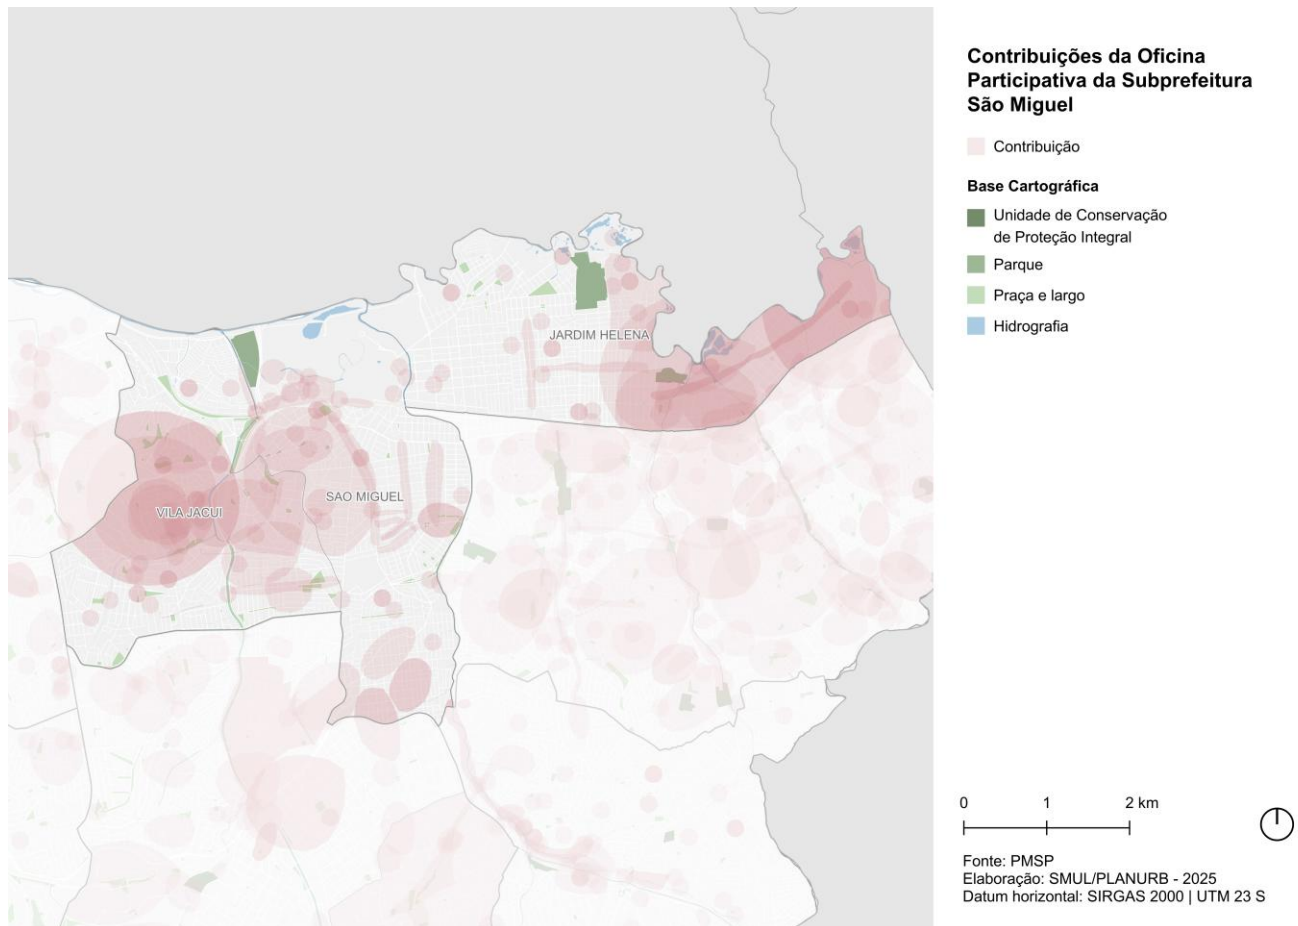 Contribuições da Oficina
Participativa da Subprefeitura
São Miguel
Contribuição
Base Cartográfica
Unidade de Conservação
de Proteção Integral
Parque
Praça e largo
Hidrografia
JARDIM HELENA
SAO MIGUEL
VILA JACUI
0 1 2 km
Fonte: PMSP
Elaboração: SMUL/PLANURB - 2025
Datum horizontal: SIRGAS 2000 | UTM 23 S